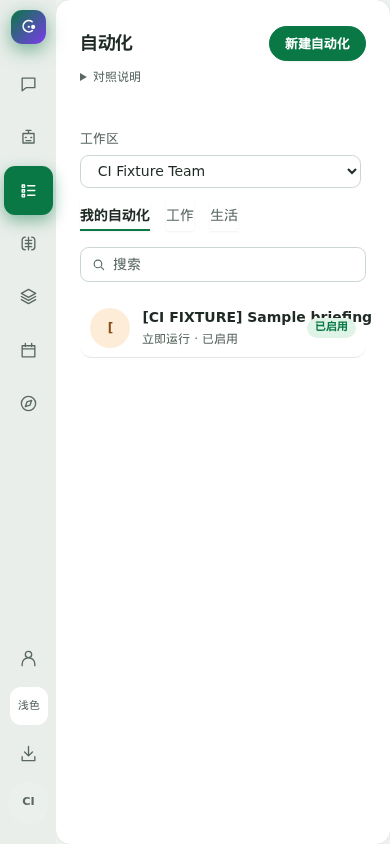 自动化
新建自动化
▶ 对照说明
工作区
CI Fixture Team
我的自动化 工作 生活
搜索
[ [CI FIXTURE] Sample briefing
立即运行 · 已启用
已启用
浅色
CI